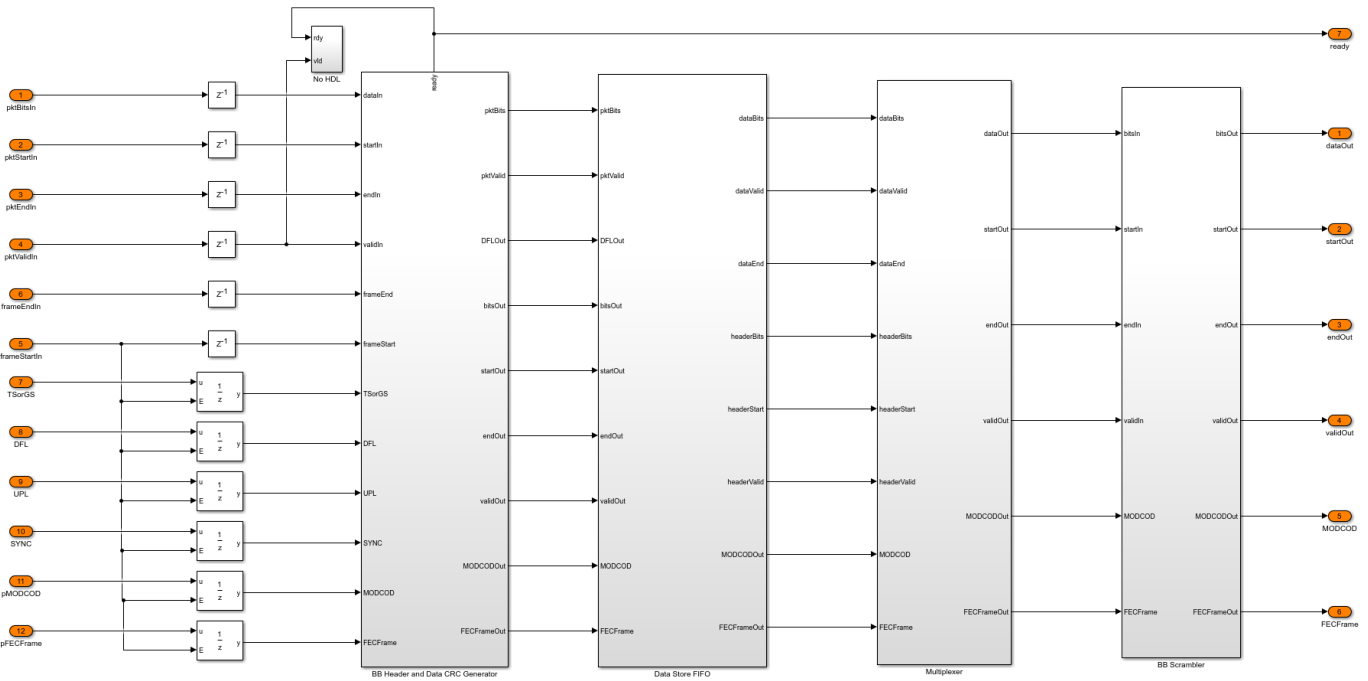 1
pktBitsIn
2
pktStartIn
3
pktEndIn
4
pktValidIn
6
frameEndIn
5
frameStartIn
7
TSorGS
8
DFL
9
UPL
10
SYNC
11
pMODCOD
12
pFECFrame
z-1
z-1
z-1
z-1
z-1
z-1
u
E
1
z
y
u
E
1
z
y
u
E
1
z
y
u
E
1
z
y
u
E
1
z
y
u
E
1
z
y
rdy
vld
No HDL
ready
dataIn
startIn
endIn
validIn
frameEnd
frameStart
TSorGS
DFL
UPL
SYNC
MODCOD
FECFrame
pktBits
pktValid
DFLOut
bitsOut
startOut
endOut
validOut
MODCODOut
FECFrameOut
BB Header and Data CRC Generator
pktBits
pktValid
DFLOut
bitsOut
startOut
endOut
validOut
MODCOD
FECFrame
dataBits
dataValid
dataEnd
headerBits
headerStart
headerValid
MODCODOut
FECFrameOut
Data Store FIFO
dataBits
dataValid
dataEnd
headerBits
headerStart
headerValid
MODCOD
FECFrame
dataOut
startOut
endOut
validOut
MODCODOut
FECFrameOut
Multiplexer
bitsIn
startIn
endIn
validIn
MODCOD
FECFrame
bitsOut
startOut
endOut
validOut
MODCODOut
FECFrameOut
BB Scrambler
7
ready
1
dataOut
2
startOut
3
endOut
4
validOut
5
MODCOD
6
FECFrame